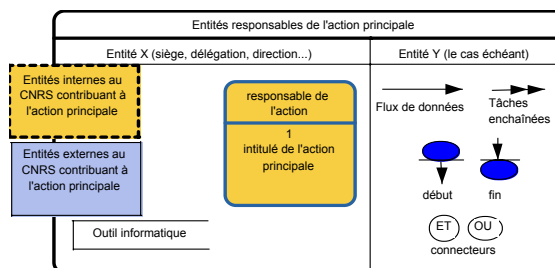 Entités responsables de l'action principale
Entité X (siège, délégation, direction...)
Entité Y (le cas échéant)
Entités internes au
CNRS contribuant à
l'action principale
Entités externes au
CNRS contribuant à
l'action principale
responsable de
l'action
1
intitulé de l'action
principale
Outil informatique
Flux de données
Tâches
enchaînées
début
fin
ET
OU
connecteurs